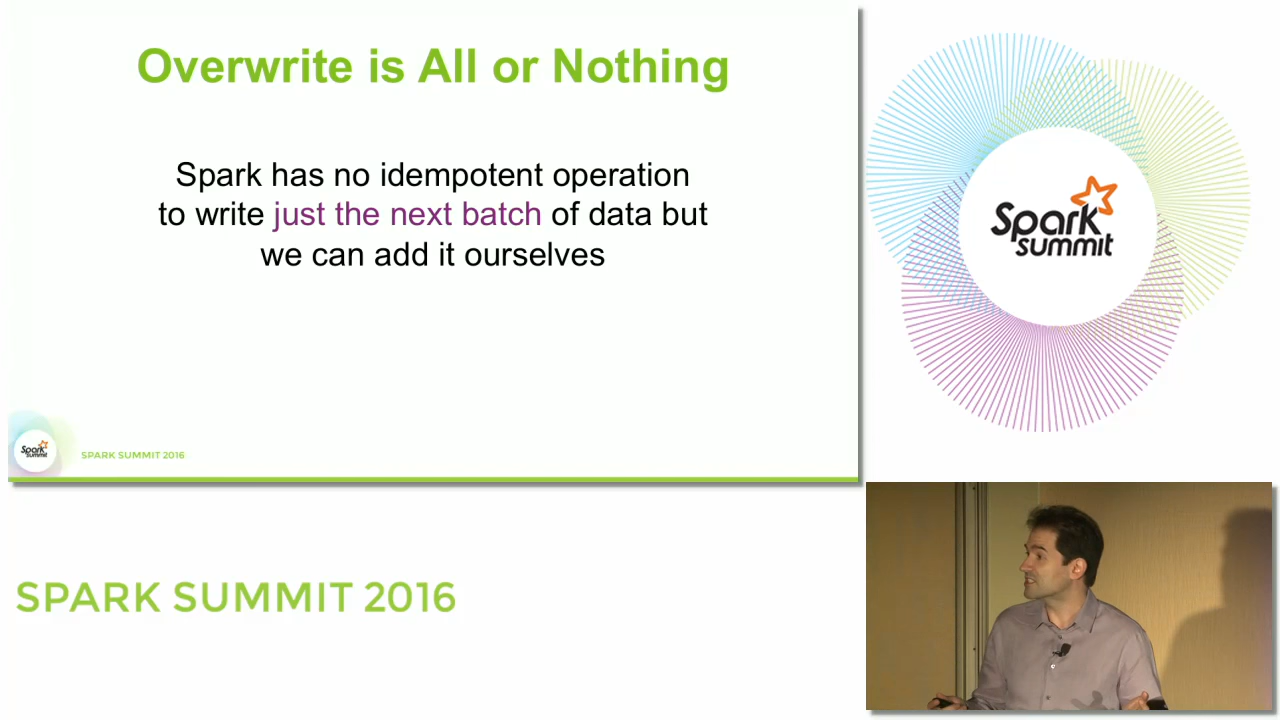 Overwrite is All or Nothing
Spark has no idempotent operation
to write just the next batch of data but
we can add it ourselves
Spark
summit
SPARK SUMMIT 2016
Spark
summit
SPARK SUMMIT 2016